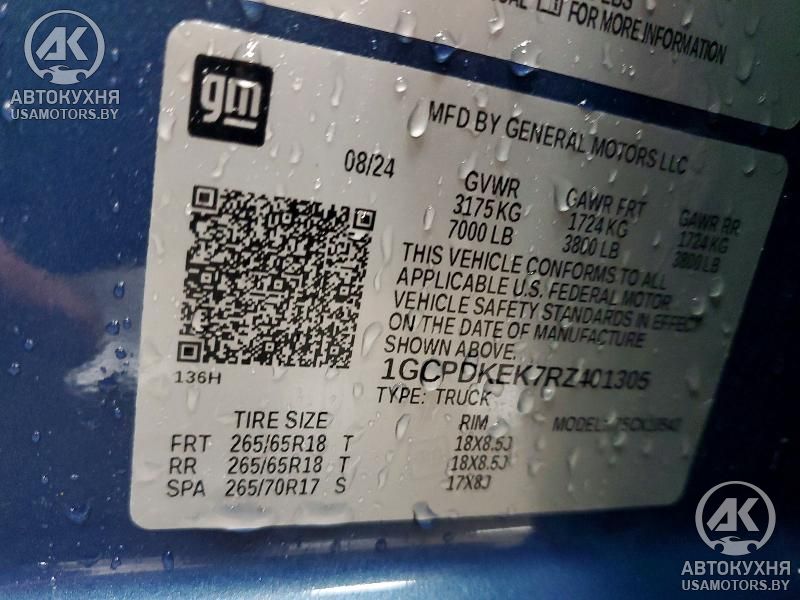 FOR MORE INFORMATION
АК
АВТОКУХНЯ
USAMOTORS.BY
gm
MFD BY GENERAL MOTORS LLC
08/24
GVWR GAWR FRT GAWR RR
3175 KG 1724 KG 1724 KG
7000 LB 3800 LB 3800 LB
THIS VEHICLE CONFORMS TO ALL
APPLICABLE U.S. FEDERAL MOTOR
VEHICLE SAFETY STANDARDS IN EFFECT
ON THE DATE OF MANUFACTURE
SHOWN ABOVE.
136H
1GCPDKEK7RZ401305
TYPE: TRUCK
TIRE SIZE RIM MODEL:
FRT 265/65R18 T 18X8.5J
RR 265/65R18 T 18X8.5J
SPA 265/70R17 S 17X8J
АК
АВТОКУХНЯ
USAMOTORS.BY